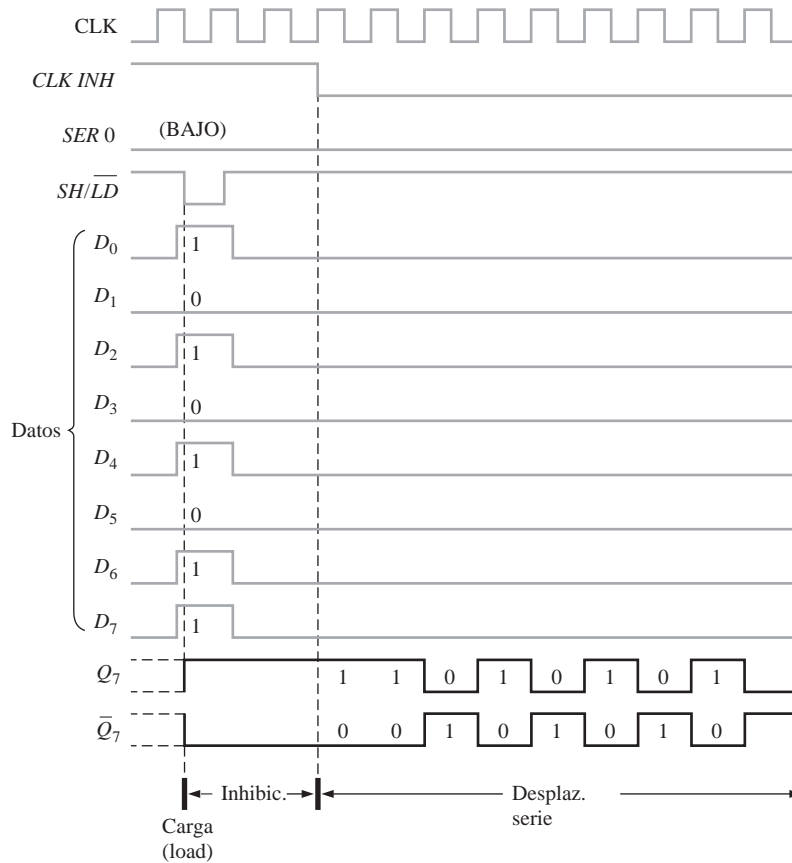 CLK
CLK INH
SER 0 (BAJO)
SH/L̅D̅
D₀ 1
D₁ 0
D₂ 1
D₃ 0
Datos
D₄ 1
D₅ 0
D₆ 1
D₇ 1
Q₇ 1 1 0 1 0 1 0 1
Q̅₇ 0 0 1 0 1 0 1 0
Inhibic. Desplaz.
serie
Carga
(load)